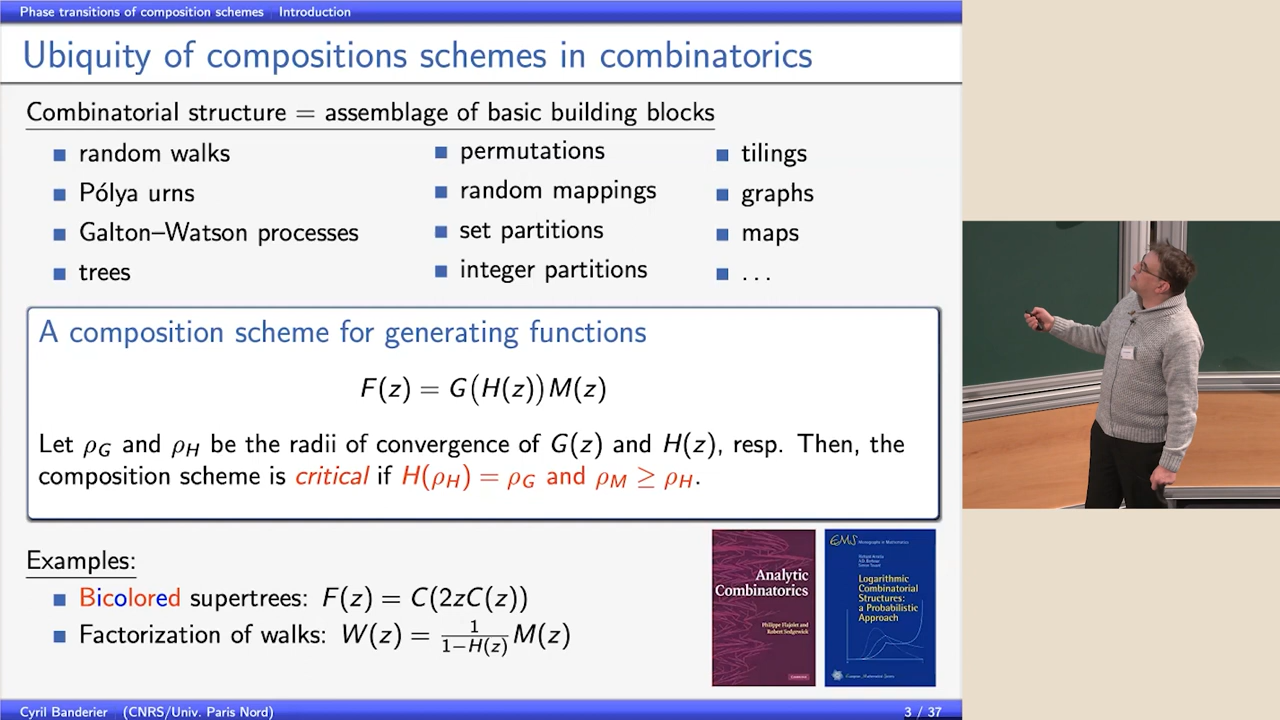 Phase transitions of composition schemes Introduction
Ubiquity of compositions schemes in combinatorics
Combinatorial structure = assemblage of basic building blocks
random walks
Pólya urns
Galton–Watson processes
trees
permutations
random mappings
set partitions
integer partitions
tilings
graphs
maps
...
A composition scheme for generating functions
F(z) = G(H(z))M(z)
Let ρ_G and ρ_H be the radii of convergence of G(z) and H(z), resp. Then, the
composition scheme is critical if H(ρ_H) = ρ_G and ρ_M ≥ ρ_H.
Examples:
Bicolored supertrees: F(z) = C(2zC(z))
Factorization of walks: W(z) = 1/(1−H(z)) M(z)
Analytic
Combinatorics
Philippe Flajolet and
Robert Sedgewick
EMS Monographs in Mathematics
Logarithmic
Combinatorial
Structures:
a Probabilistic
Approach
European Mathematical Society
Cyril Banderier (CNRS/Univ. Paris Nord)
3 / 37